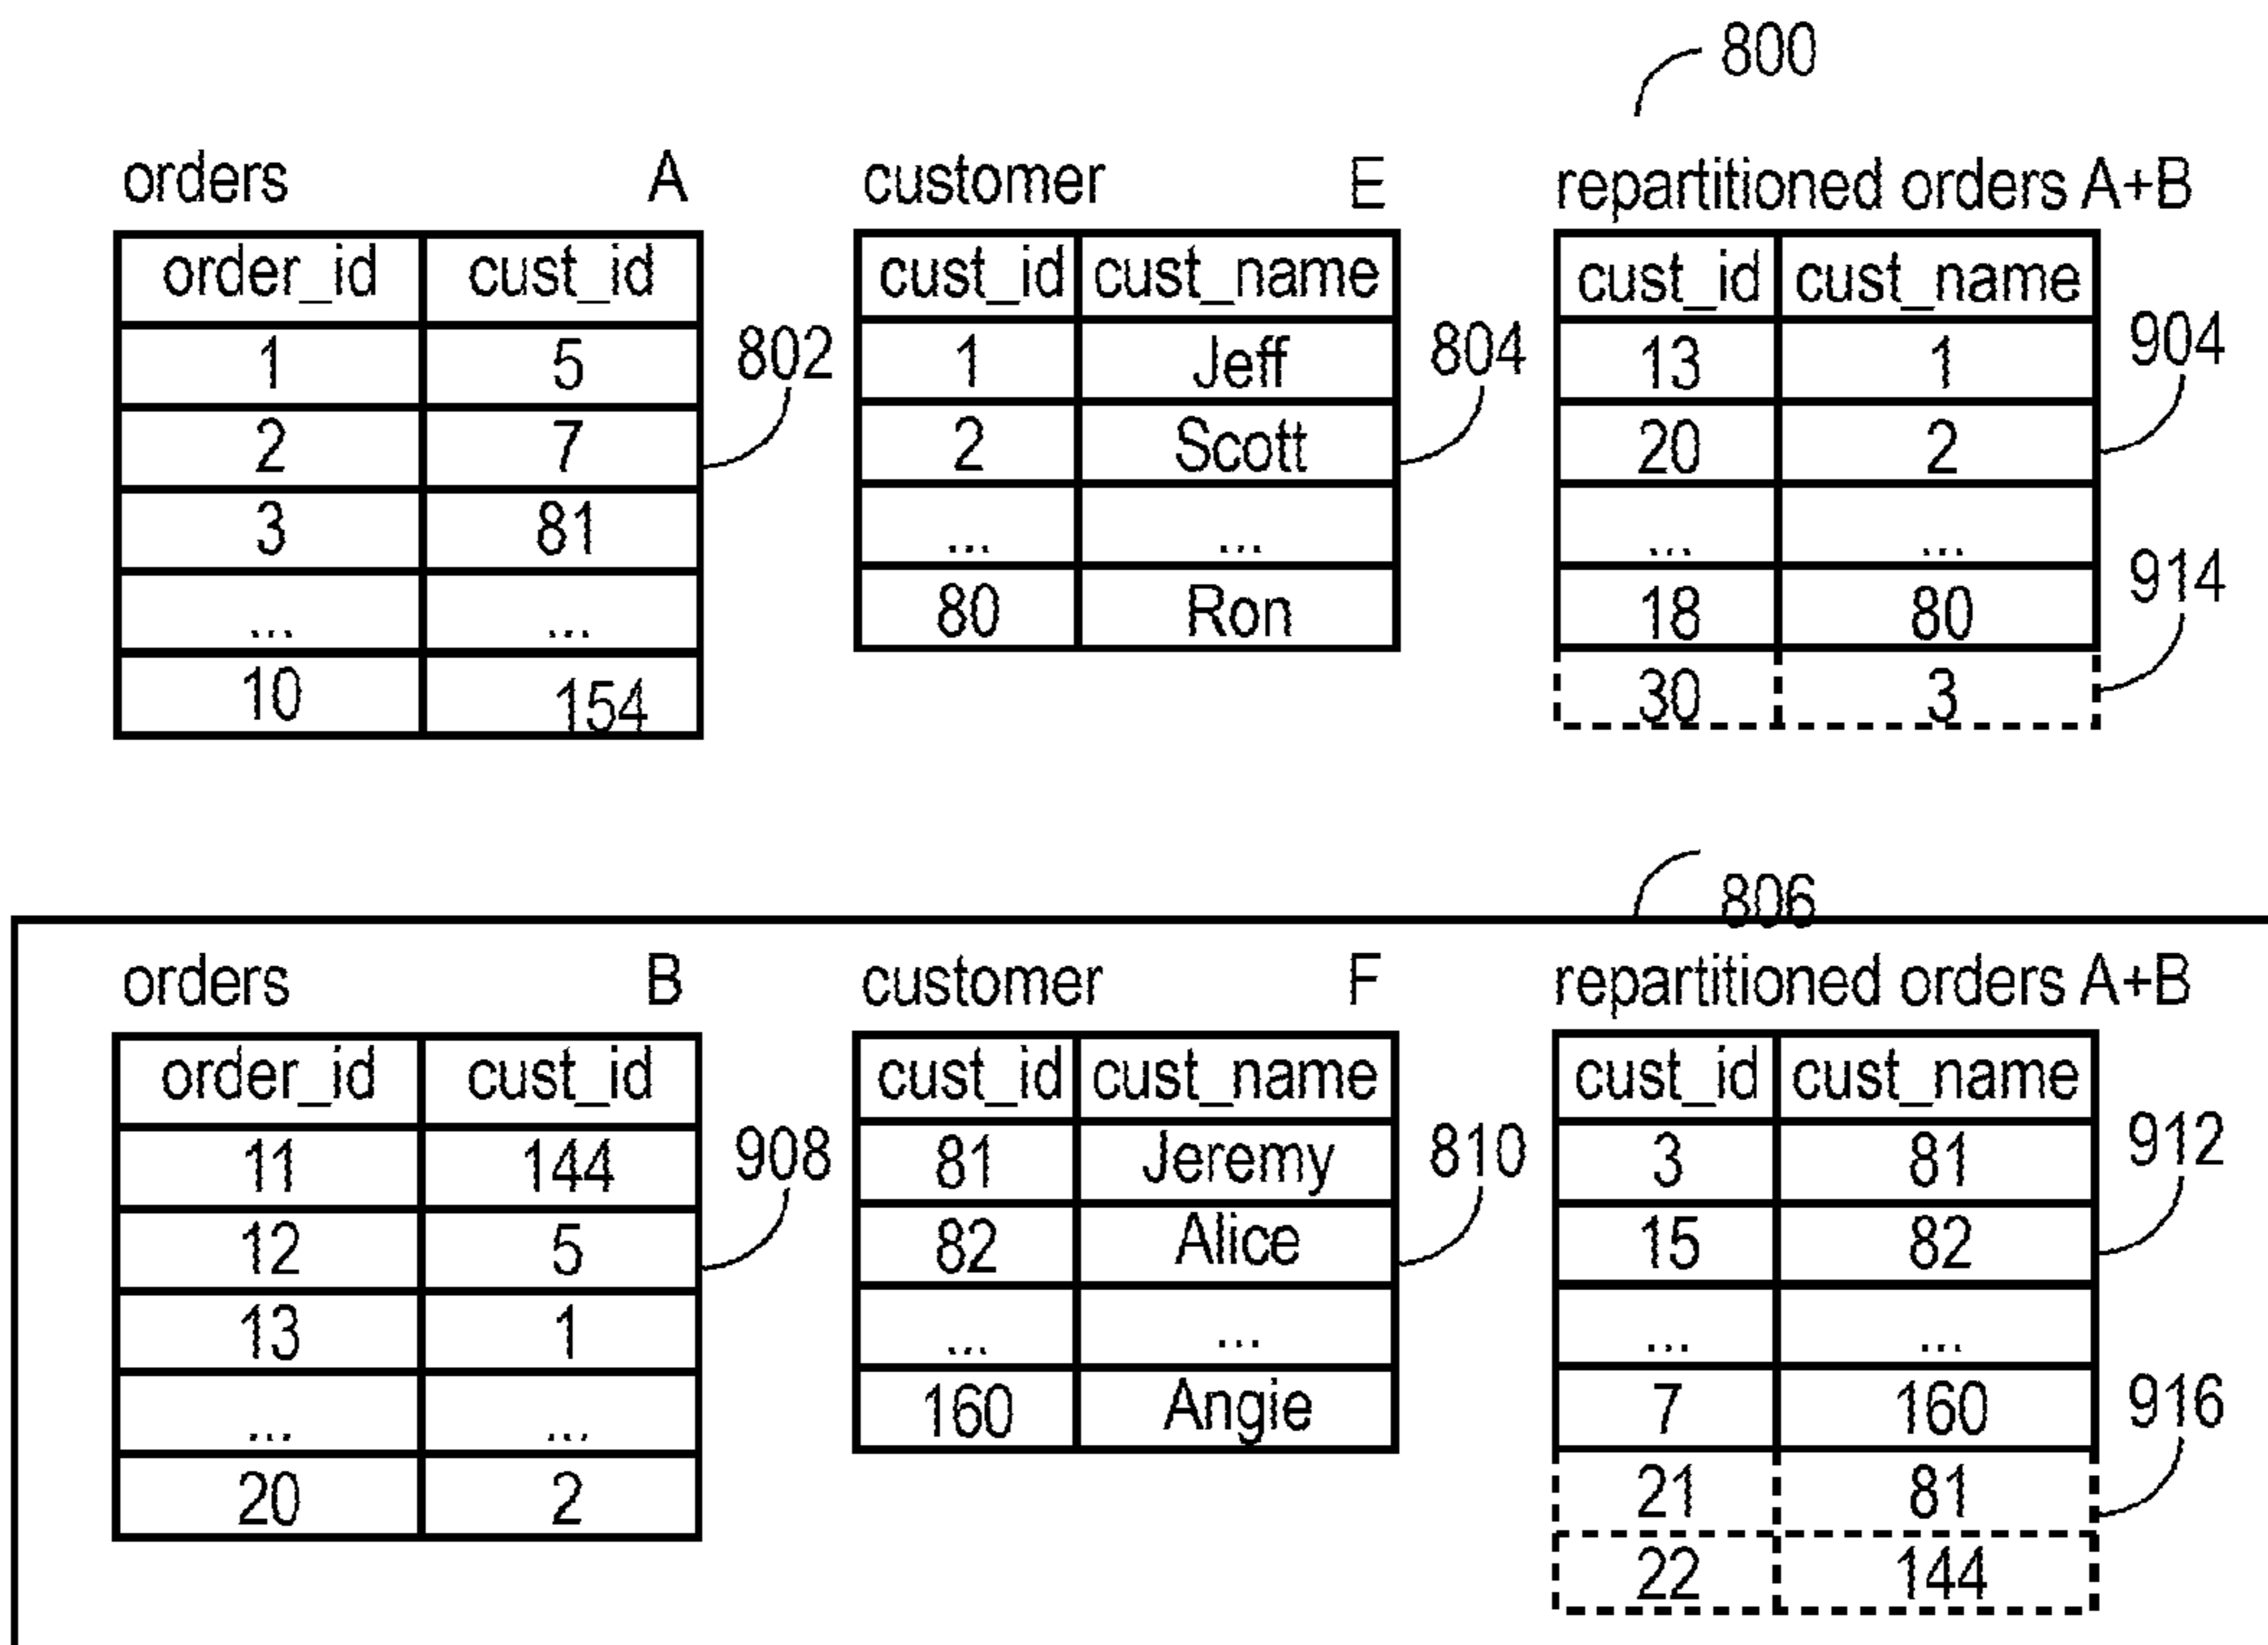 800
orders A customer E repartitioned orders A+B
order_id cust_id cust_id cust_name cust_id cust_name
1 5 802 1 Jeff 804 13 1 904
2 7 2 Scott 20 2
3 81 ... ... ... ... 914
... ... 80 Ron 18 80
10 154 30 3
806
orders B customer F repartitioned orders A+B
order_id cust_id cust_id cust_name cust_id cust_name
11 144 908 81 Jeremy 810 3 81 912
12 5 82 Alice 15 82
13 1 ... ... ... ...
... ... 160 Angie 7 160 916
20 2 21 81
22 144